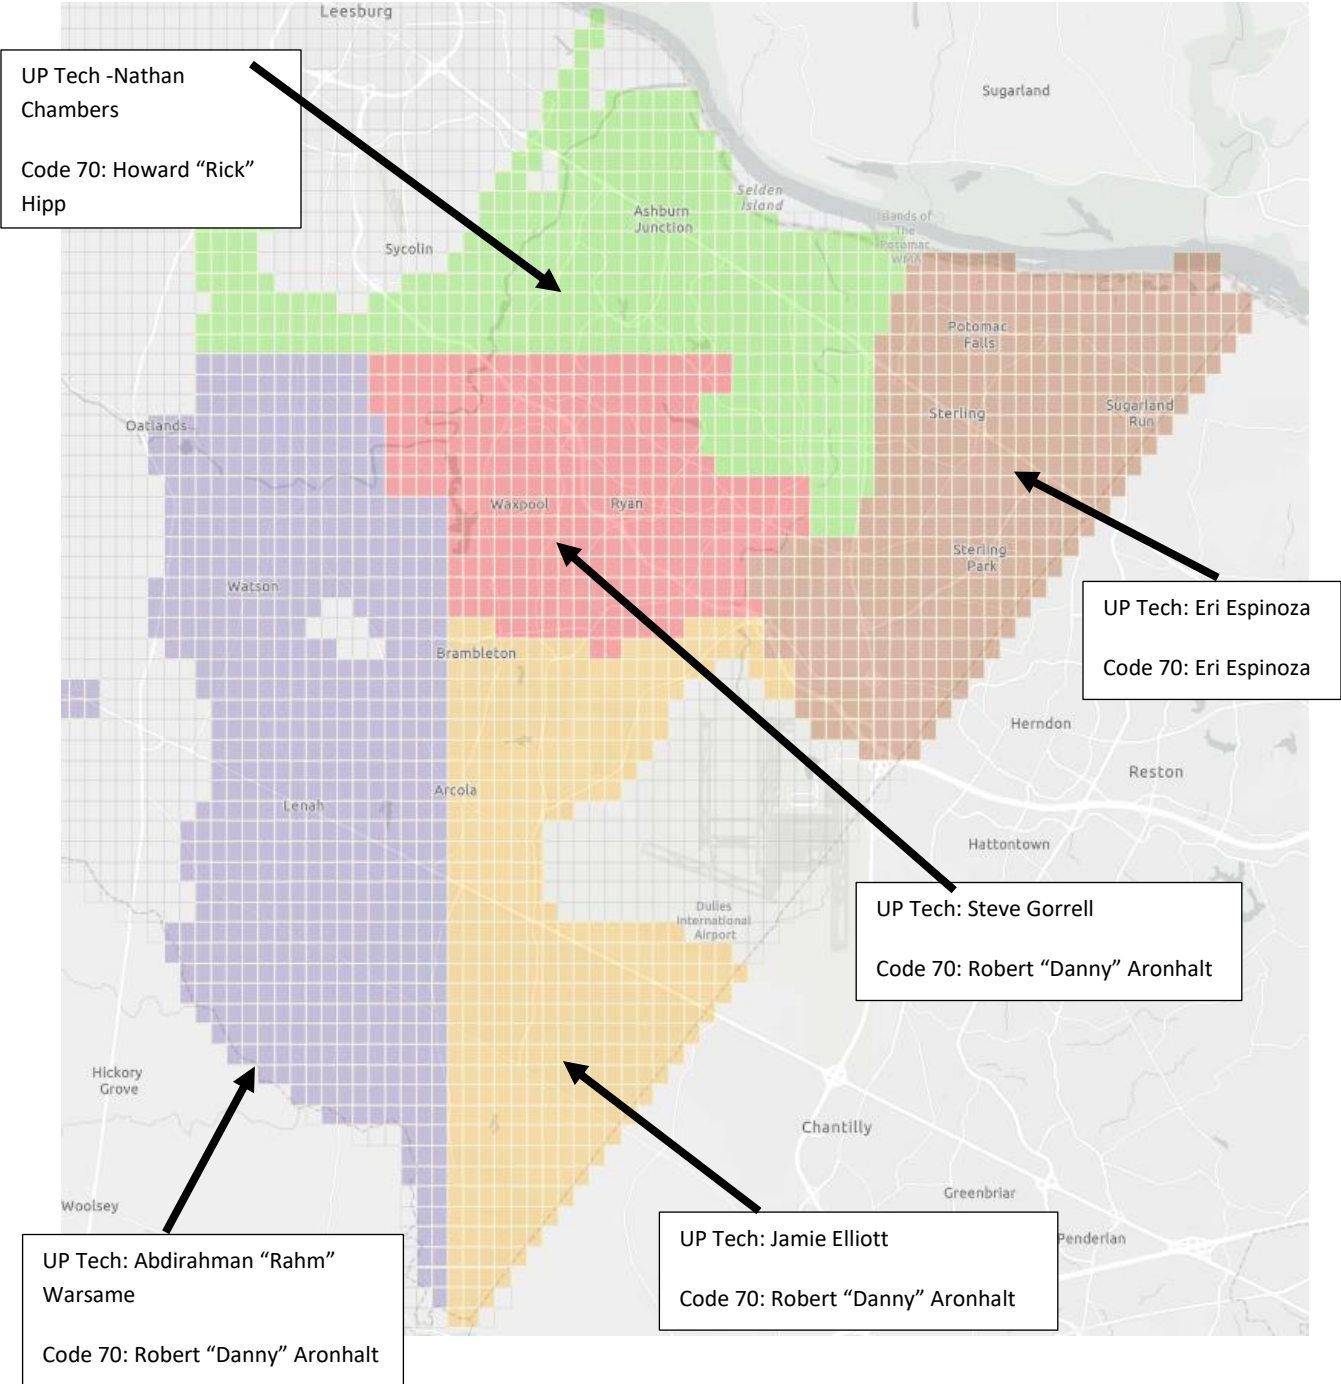 Leesburg
UP Tech -Nathan
Chambers
Code 70: Howard “Rick”
Hipp
Sugarland
Selden
Island
Ashburn
Junction
Islands of
The
Potomac
WMA
Sycolin
Potomac
Falls
Sterling
Sugarland
Run
Oatlands
Waxpool
Ryan
Sterling
Park
Watson
UP Tech: Eri Espinoza
Code 70: Eri Espinoza
Brambleton
Herndon
Reston
Arcola
Lenah
Hattontown
Dulles
International
Airport
UP Tech: Steve Gorrell
Code 70: Robert “Danny” Aronhalt
Hickory
Grove
Chantilly
Woolsey
Greenbriar
Penderlan
UP Tech: Jamie Elliott
Code 70: Robert “Danny” Aronhalt
UP Tech: Abdirahman “Rahm”
Warsame
Code 70: Robert “Danny” Aronhalt